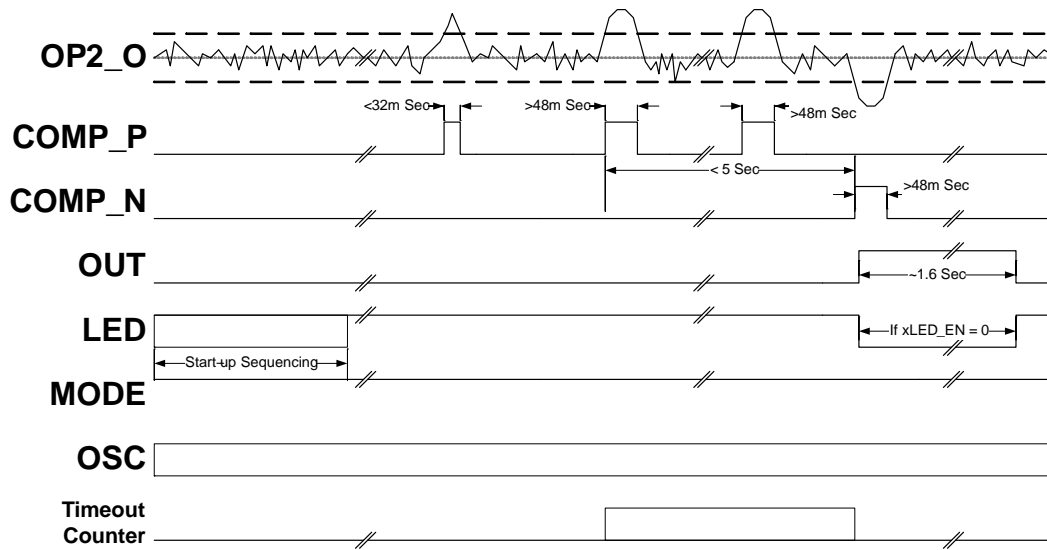 OP2_O
<32m Sec
>48m Sec
>48m Sec
COMP_P
< 5 Sec
COMP_N
>48m Sec
OUT
~1.6 Sec
LED
If xLED_EN = 0
Start-up Sequencing
MODE
OSC
Timeout
Counter